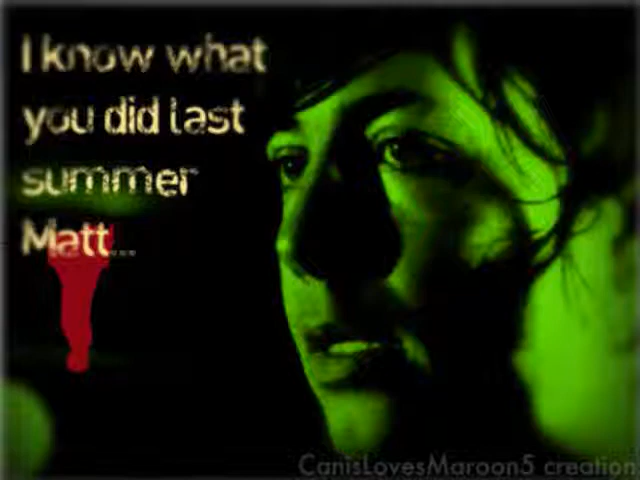 I know what
you did last
summer
Matt...
CanisLovesMaroon5 creation